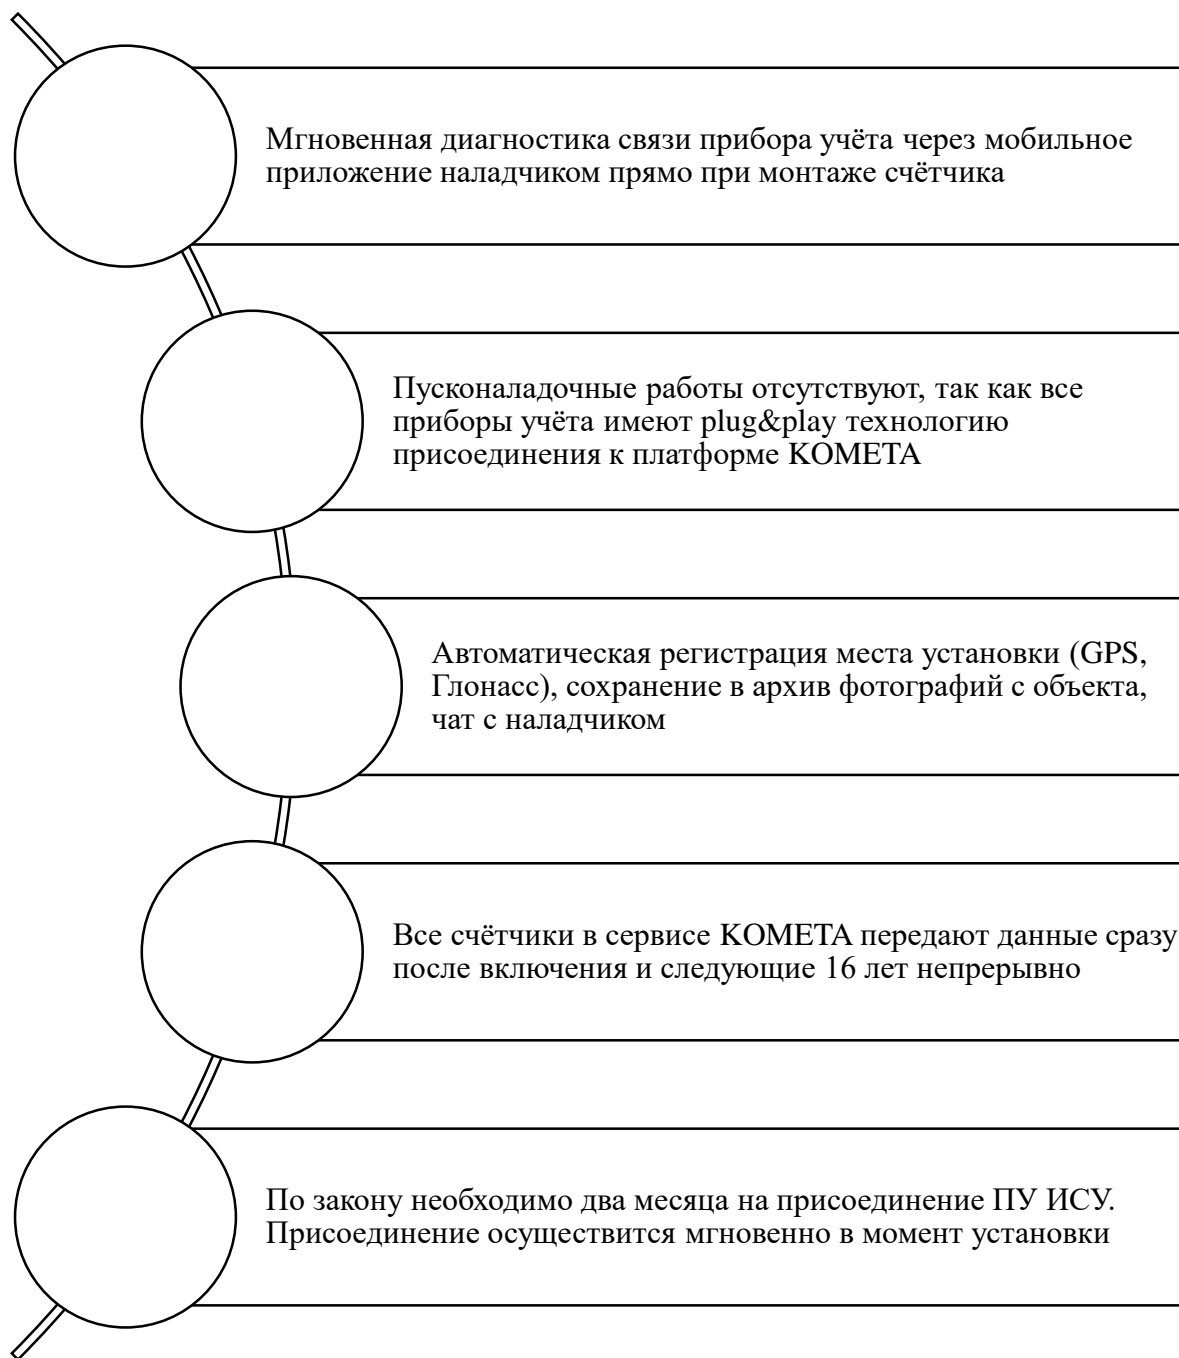 Мгновенная диагностика связи прибора учёта через мобильное
приложение наладчиком прямо при монтаже счётчика
Пусконаладочные работы отсутствуют, так как все
приборы учёта имеют plug&play технологию
присоединения к платформе КОМЕТА
Автоматическая регистрация места установки (GPS,
Глонасс), сохранение в архив фотографий с объекта,
чат с наладчиком
Все счётчики в сервисе КОМЕТА передают данные сразу
после включения и следующие 16 лет непрерывно
По закону необходимо два месяца на присоединение ПУ ИСУ.
Присоединение осуществится мгновенно в момент установки